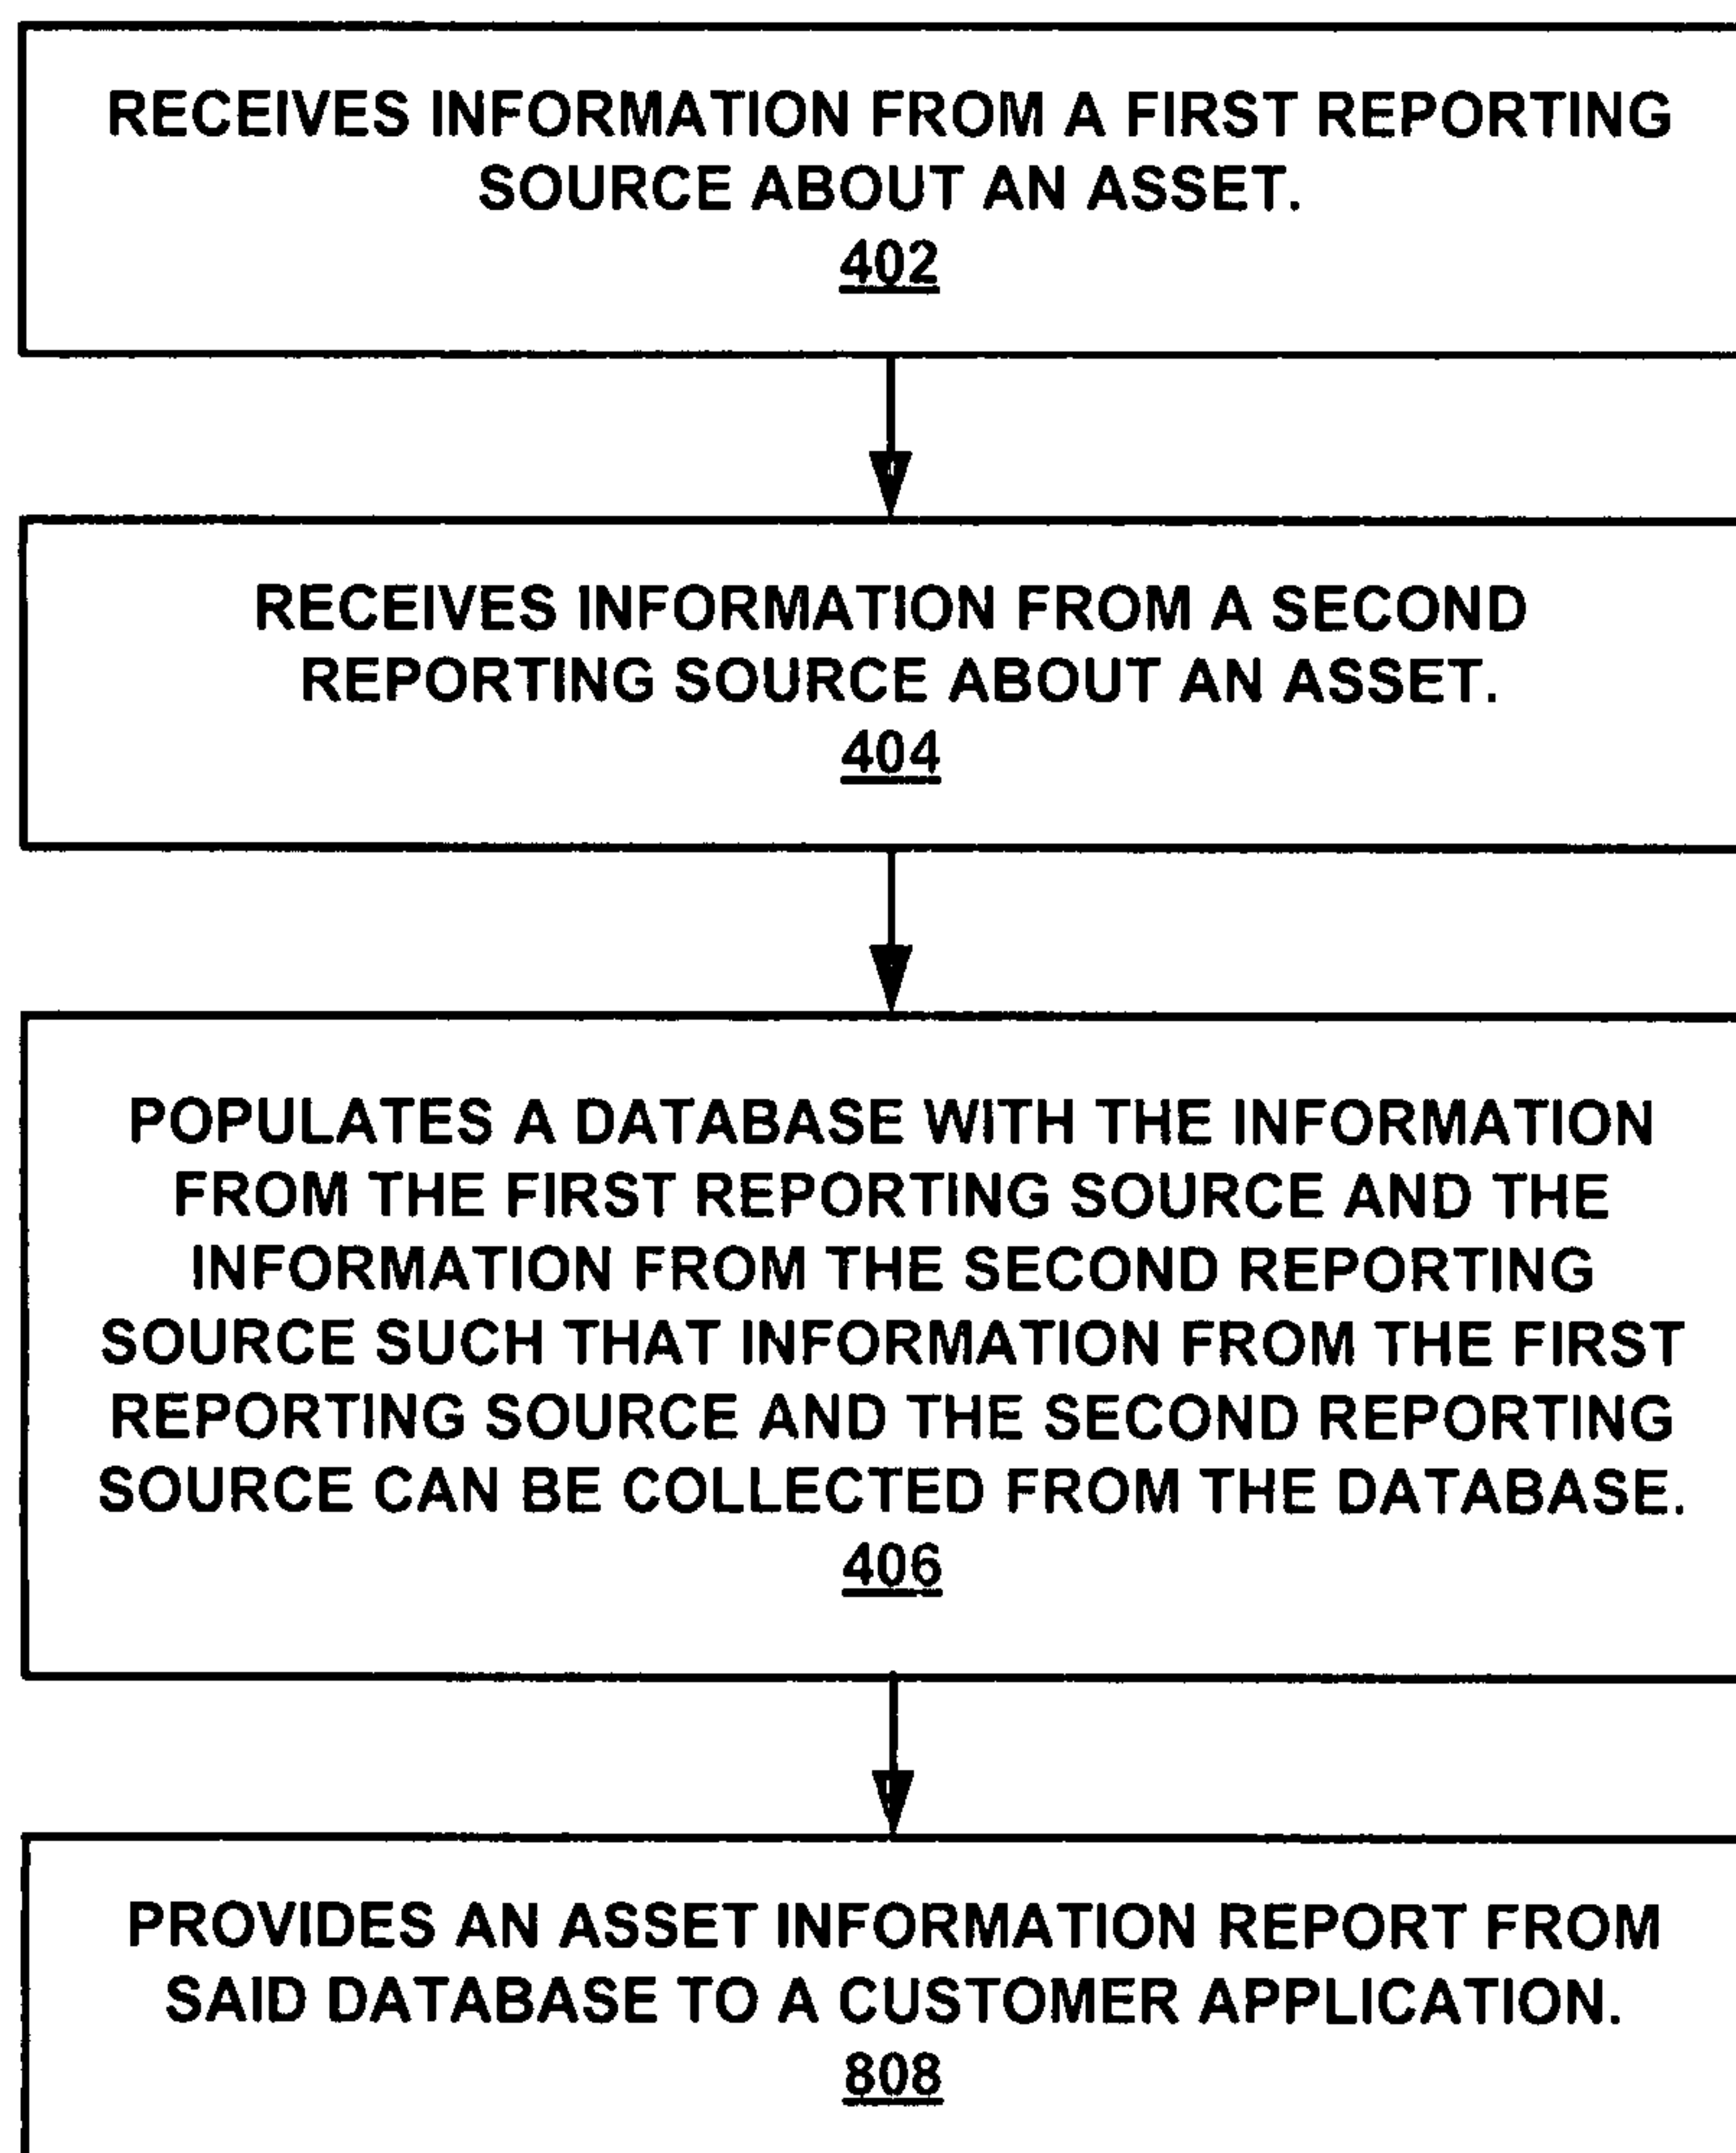 RECEIVES INFORMATION FROM A FIRST REPORTING
SOURCE ABOUT AN ASSET.
402
RECEIVES INFORMATION FROM A SECOND
REPORTING SOURCE ABOUT AN ASSET.
404
POPULATES A DATABASE WITH THE INFORMATION
FROM THE FIRST REPORTING SOURCE AND THE
INFORMATION FROM THE SECOND REPORTING
SOURCE SUCH THAT INFORMATION FROM THE FIRST
REPORTING SOURCE AND THE SECOND REPORTING
SOURCE CAN BE COLLECTED FROM THE DATABASE.
406
PROVIDES AN ASSET INFORMATION REPORT FROM
SAID DATABASE TO A CUSTOMER APPLICATION.
808